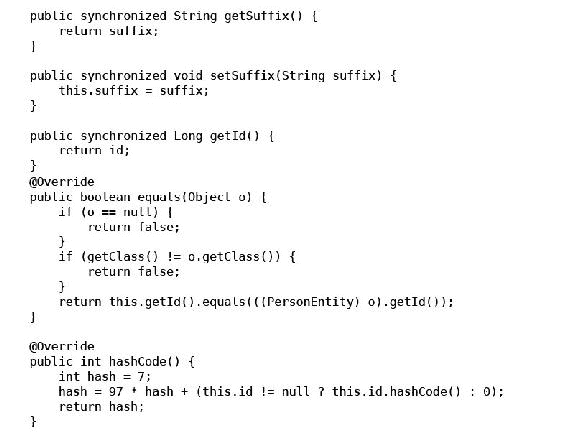 public synchronized String getSuffix() {
    return suffix;
}

public synchronized void setSuffix(String suffix) {
    this.suffix = suffix;
}

public synchronized Long getId() {
    return id;
}
@Override
public boolean equals(Object o) {
    if (o == null) {
        return false;
    }
    if (getClass() != o.getClass()) {
        return false;
    }
    return this.getId().equals(((PersonEntity) o).getId());
}

@Override
public int hashCode() {
    int hash = 7;
    hash = 97 * hash + (this.id != null ? this.id.hashCode() : 0);
    return hash;
}